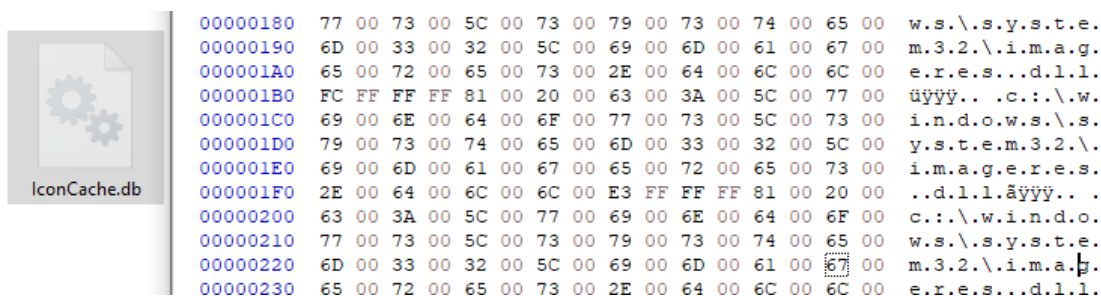 IconCache.db
00000180 77 00 73 00 5C 00 73 00 79 00 73 00 74 00 65 00 w.s.\.s.y.s.t.e.
00000190 6D 00 33 00 32 00 5C 00 69 00 6D 00 61 00 67 00 m.3.2.\.i.m.a.g.
000001A0 65 00 72 00 65 00 73 00 2E 00 64 00 6C 00 6C 00 e.r.e.s...d.l.l.
000001B0 FC FF FF FF 81 00 20 00 63 00 3A 00 5C 00 77 00 üÿÿÿ.. .c.:.\.w.
000001C0 69 00 6E 00 64 00 6F 00 77 00 73 00 5C 00 73 00 i.n.d.o.w.s.\.s.
000001D0 79 00 73 00 74 00 65 00 6D 00 33 00 32 00 5C 00 y.s.t.e.m.3.2.\.
000001E0 69 00 6D 00 61 00 67 00 65 00 72 00 65 00 73 00 i.m.a.g.e.r.e.s.
000001F0 2E 00 64 00 6C 00 6C 00 E3 FF FF FF 81 00 20 00 ..d.l.l.ãÿÿÿ.. .
00000200 63 00 3A 00 5C 00 77 00 69 00 6E 00 64 00 6F 00 c.:.\.w.i.n.d.o.
00000210 77 00 73 00 5C 00 73 00 79 00 73 00 74 00 65 00 w.s.\.s.y.s.t.e.
00000220 6D 00 33 00 32 00 5C 00 69 00 6D 00 61 00 67 00 m.3.2.\.i.m.a.g.
00000230 65 00 72 00 65 00 73 00 2E 00 64 00 6C 00 6C 00 e.r.e.s...d.l.l.